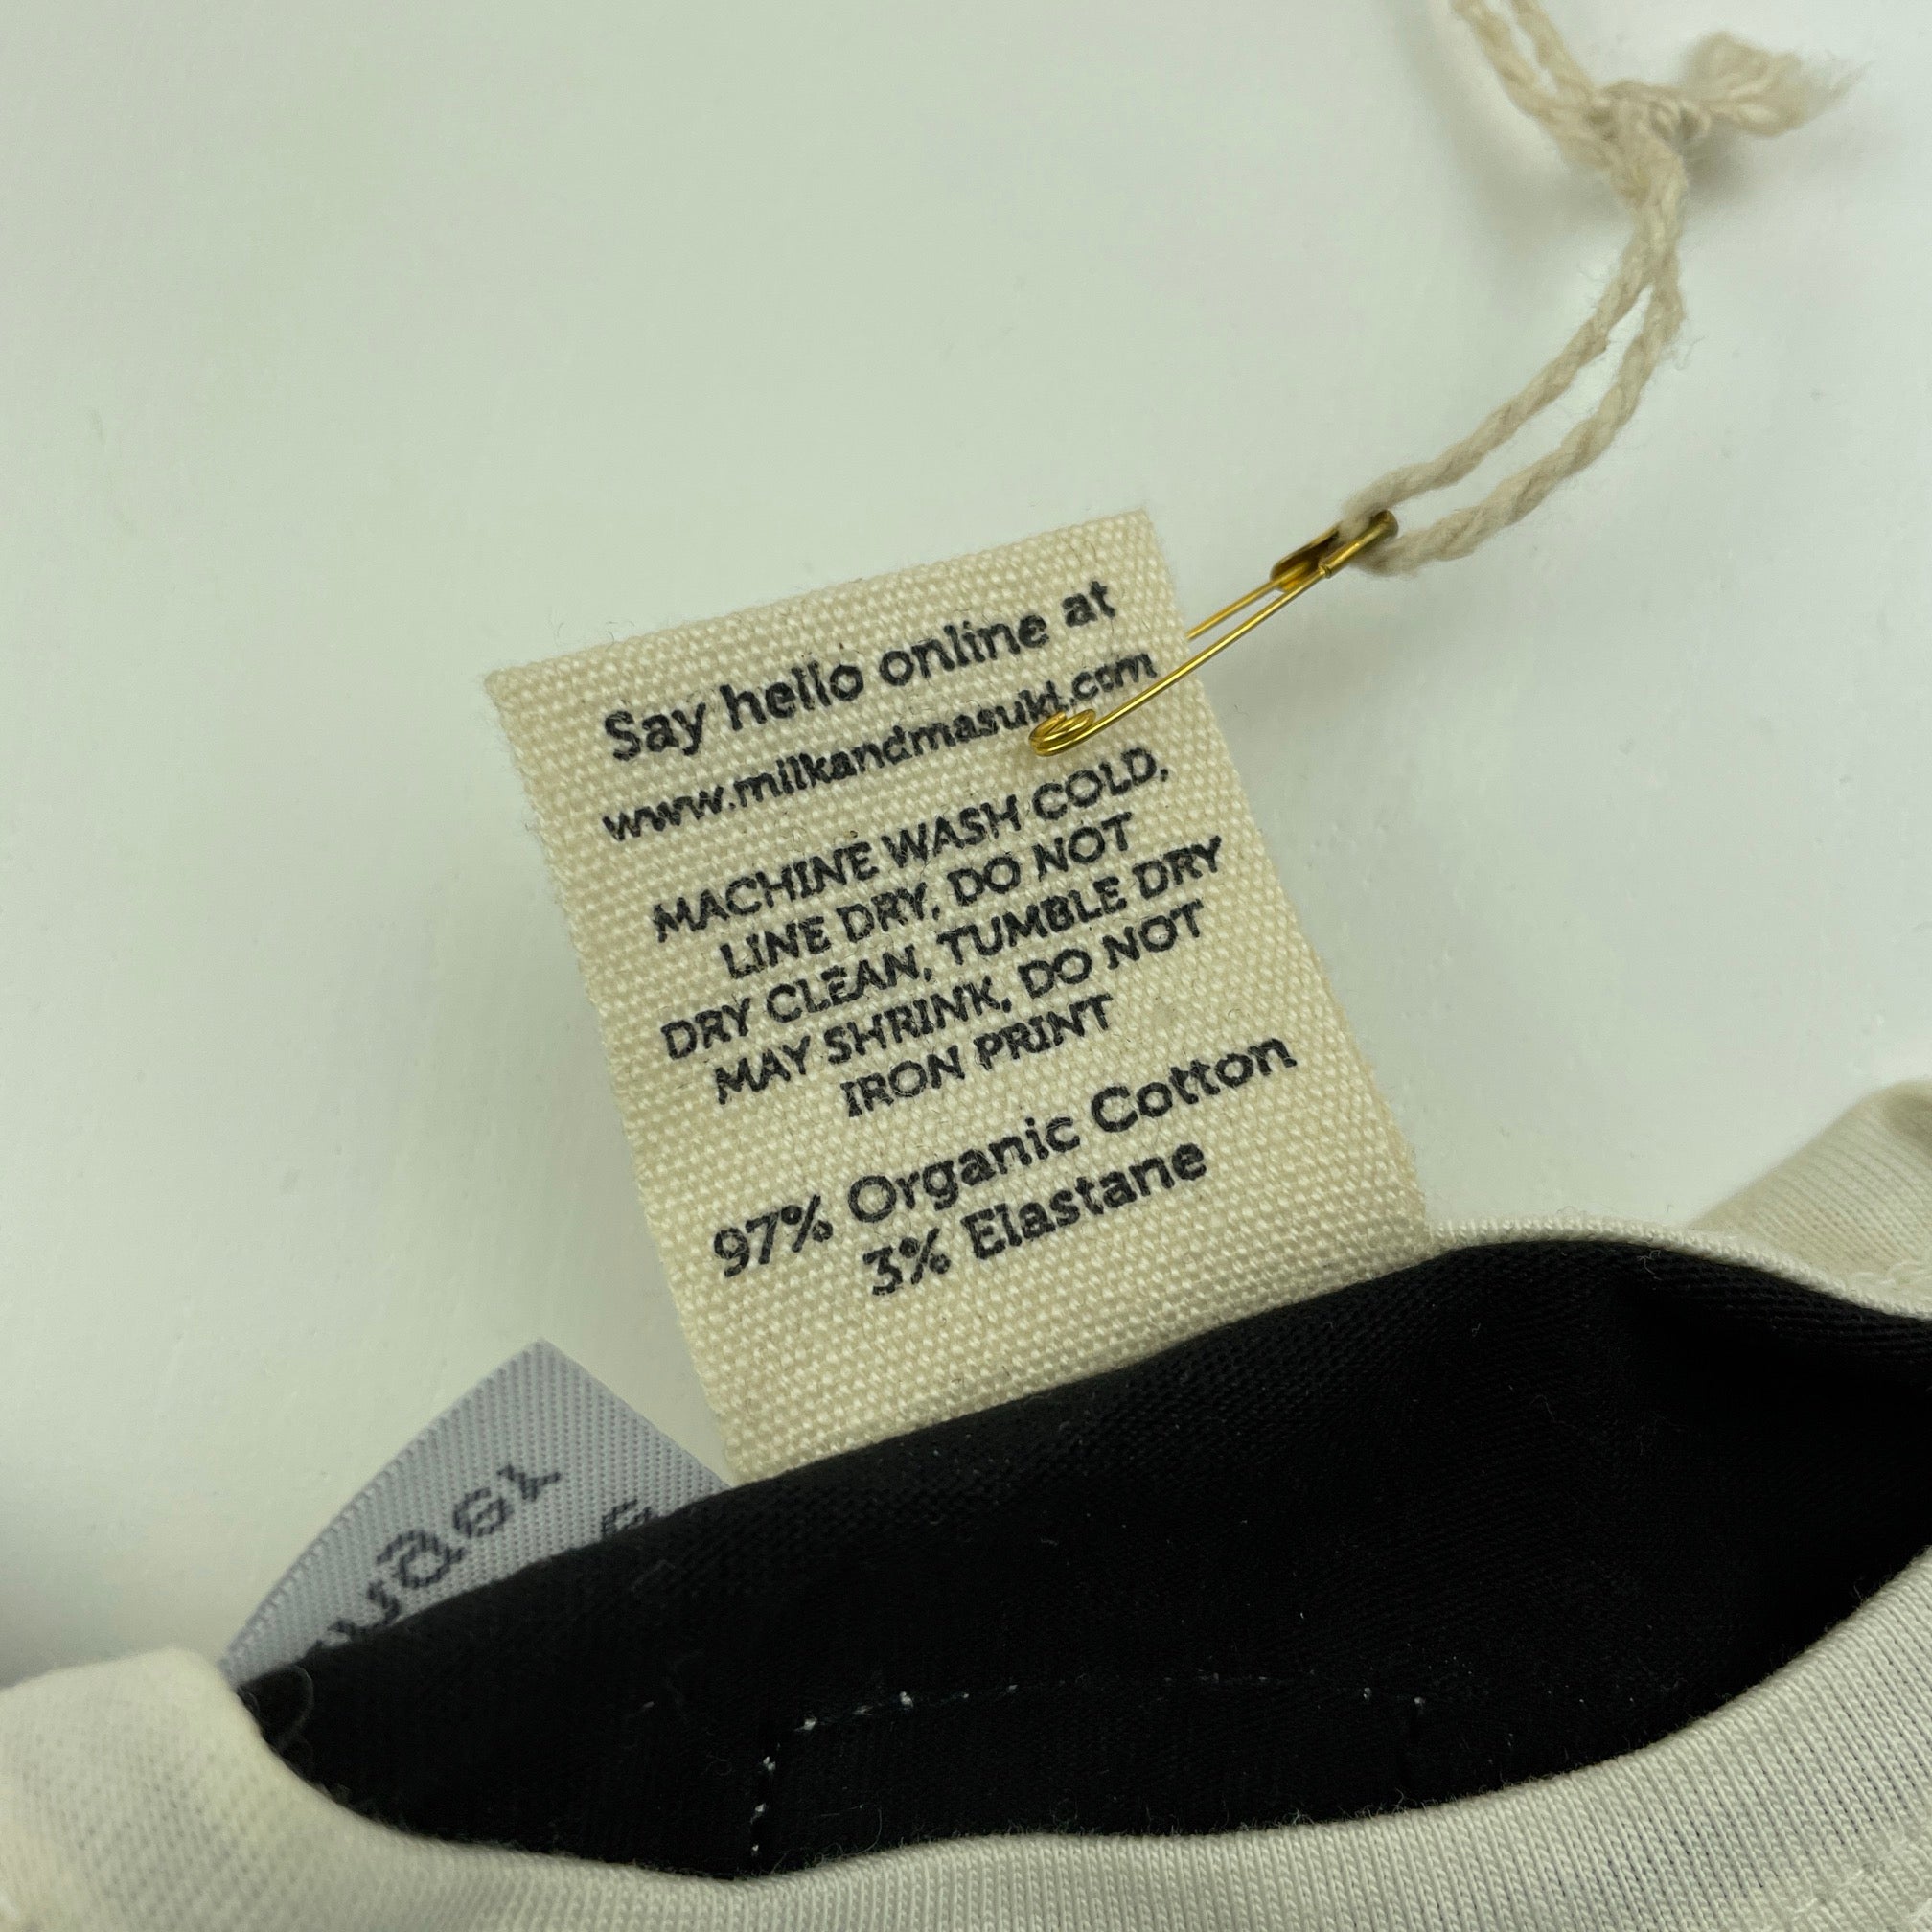 Say hello online at
www.milkandmasuki.com
MACHINE WASH COLD,
LINE DRY, DO NOT
DRY CLEAN, TUMBLE DRY
MAY SHRINK, DO NOT
IRON PRINT
97% Organic Cotton
3% Elastane